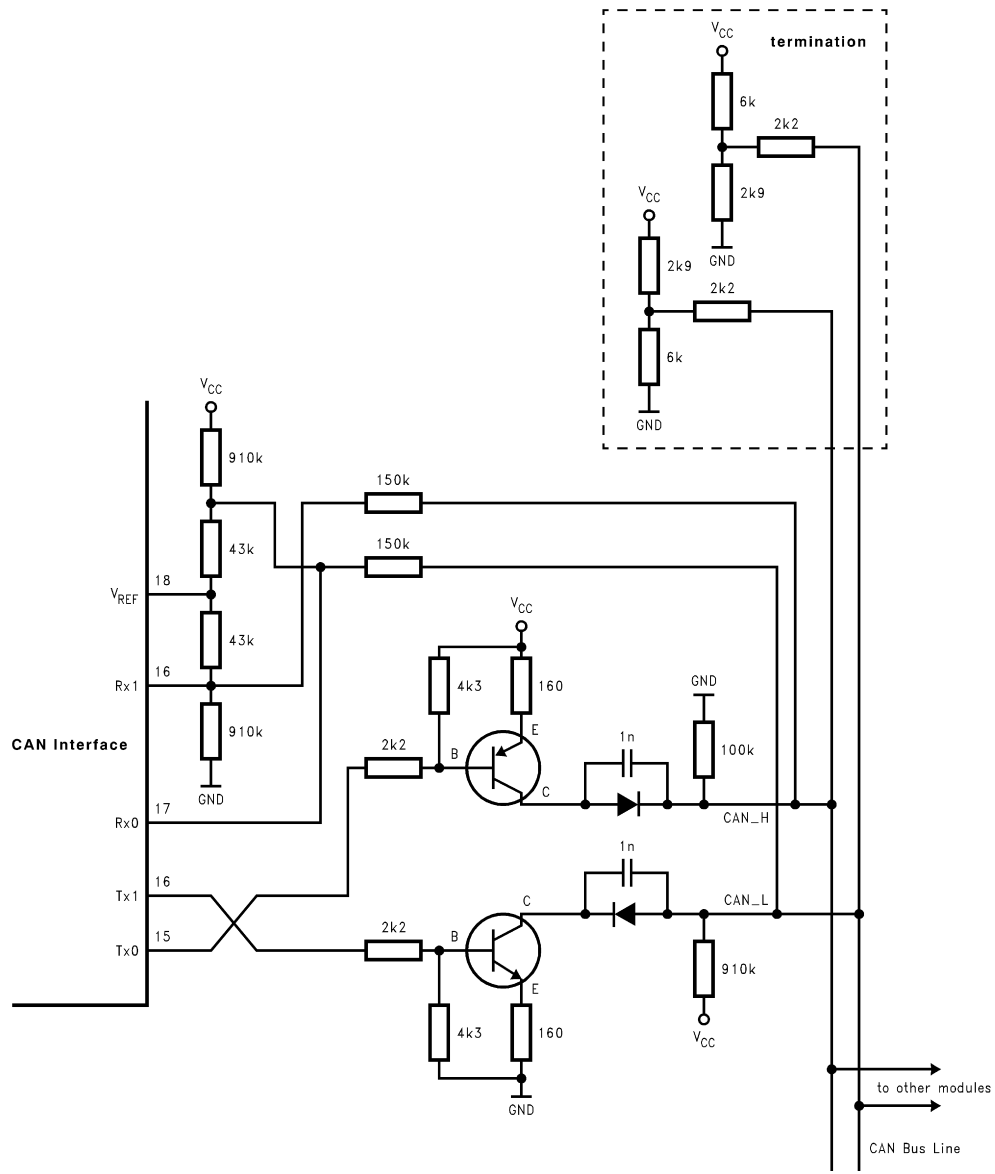 V_CC
termination
6k
2k2
2k9
GND
V_CC
2k9
2k2
6k
GND
V_CC
910k
43k
18
V_REF
43k
16
Rx1
910k
GND
CAN Interface
17
Rx0
16
Tx1
15
Tx0
150k
150k
V_CC
4k3
160
E
2k2
B
C
1n
GND
100k
CAN_H
1n
CAN_L
C
2k2
B
E
4k3
160
GND
910k
V_CC
to other modules
CAN Bus Line